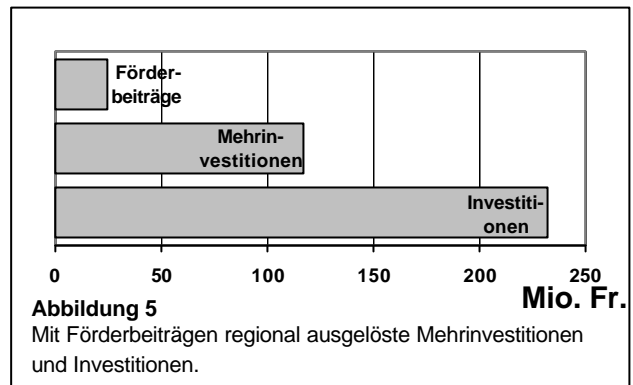 Förder-
beiträge
Mehrin-
vestitionen
Investiti-
onen
0 50 100 150 200 250
Mio. Fr.
Abbildung 5
Mit Förderbeiträgen regional ausgelöste Mehrinvestitionen
und Investitionen.